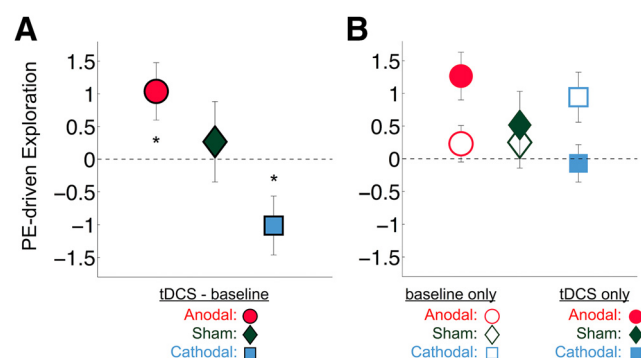 A
B
PE-driven Exploration
1.5
1
0.5
0
−0.5
−1
−1.5
*
*
1.5
1
0.5
0
−0.5
−1
−1.5
tDCS - baseline
Anodal:
Sham:
Cathodal:
baseline only
Anodal:
Sham:
Cathodal:
tDCS only
Anodal:
Sham:
Cathodal: